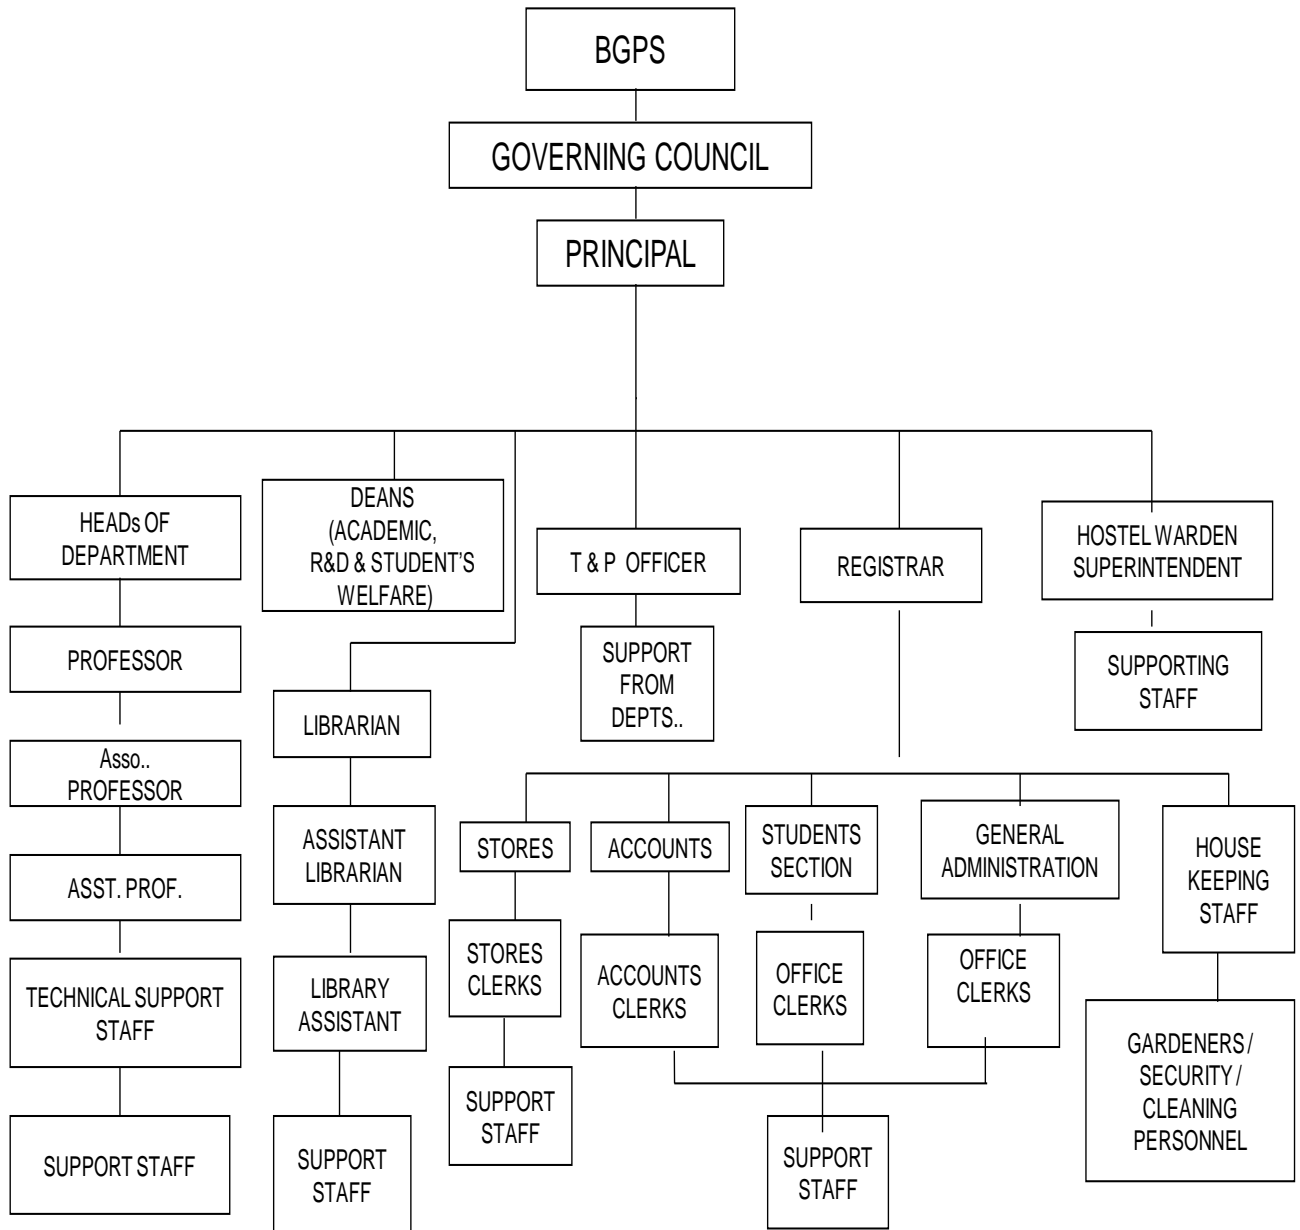 BGPS
GOVERNING COUNCIL
PRINCIPAL
HEADs OF
DEPARTMENT
DEANS
(ACADEMIC,
R&D & STUDENT'S
WELFARE)
T & P OFFICER
REGISTRAR
HOSTEL WARDEN
SUPERINTENDENT
PROFESSOR
LIBRARIAN
SUPPORT
FROM
DEPTS..
SUPPORTING
STAFF
Asso..
PROFESSOR
ASSISTANT
LIBRARIAN
STORES
ACCOUNTS
STUDENTS
SECTION
GENERAL
ADMINISTRATION
HOUSE
KEEPING
STAFF
ASST. PROF.
STORES
CLERKS
ACCOUNTS
CLERKS
OFFICE
CLERKS
OFFICE
CLERKS
TECHNICAL SUPPORT
STAFF
LIBRARY
ASSISTANT
GARDENERS /
SECURITY /
CLEANING
PERSONNEL
SUPPORT
STAFF
SUPPORT STAFF
SUPPORT
STAFF
SUPPORT
STAFF